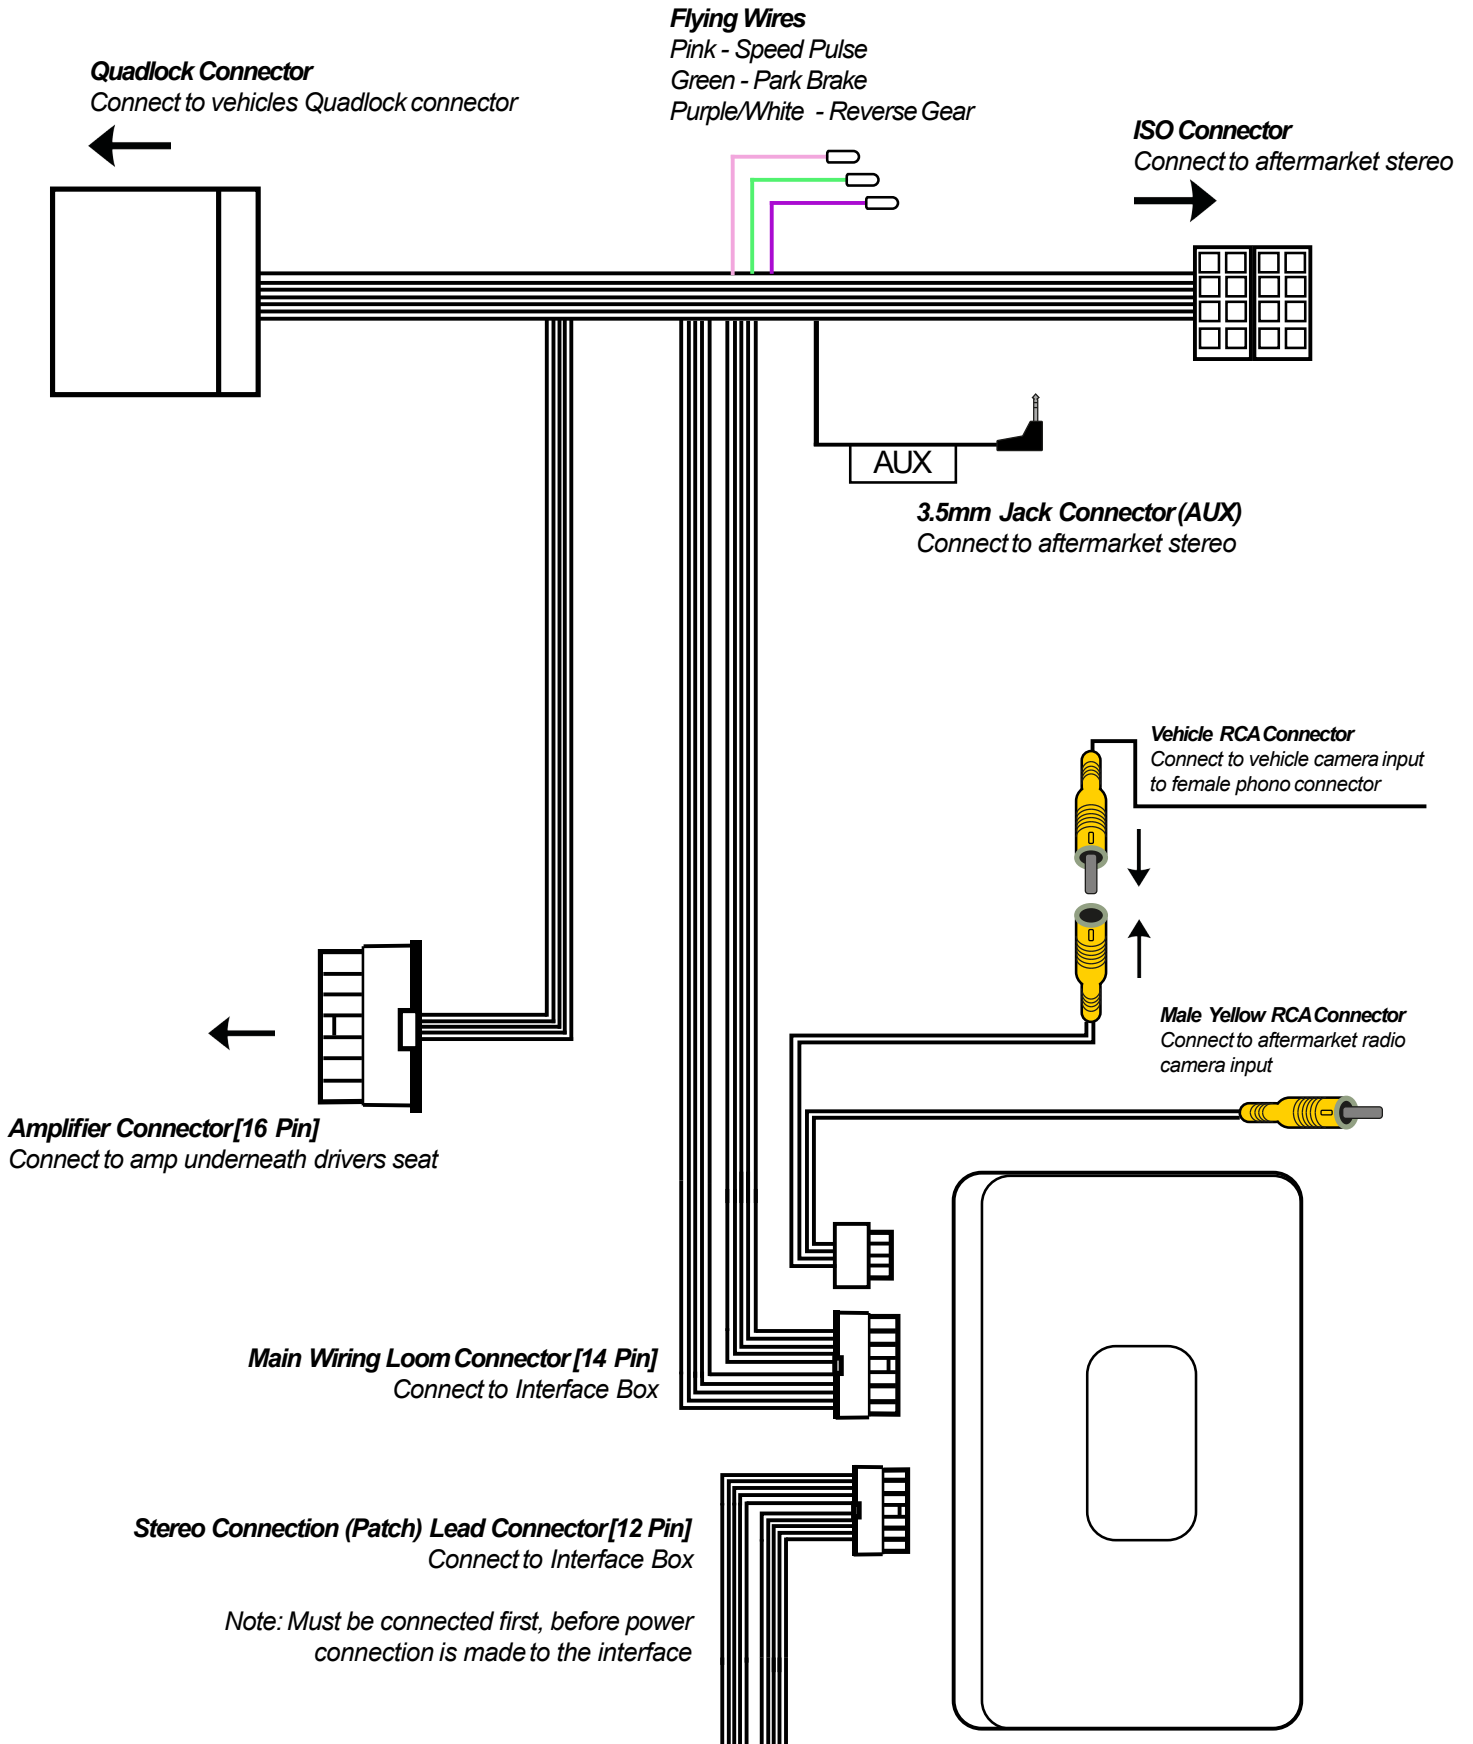 Flying Wires
Pink - Speed Pulse
Green - Park Brake
Purple/White - Reverse Gear
Quadlock Connector
Connect to vehicles Quadlock connector
ISO Connector
Connect to aftermarket stereo
AUX
3.5mm Jack Connector (AUX)
Connect to aftermarket stereo
Vehicle RCA Connector
Connect to vehicle camera input
to female phono connector
Male Yellow RCA Connector
Connect to aftermarket radio
camera input
Amplifier Connector [16 Pin]
Connect to amp underneath drivers seat
Main Wiring Loom Connector [14 Pin]
Connect to Interface Box
Stereo Connection (Patch) Lead Connector [12 Pin]
Connect to Interface Box
Note: Must be connected first, before power
connection is made to the interface